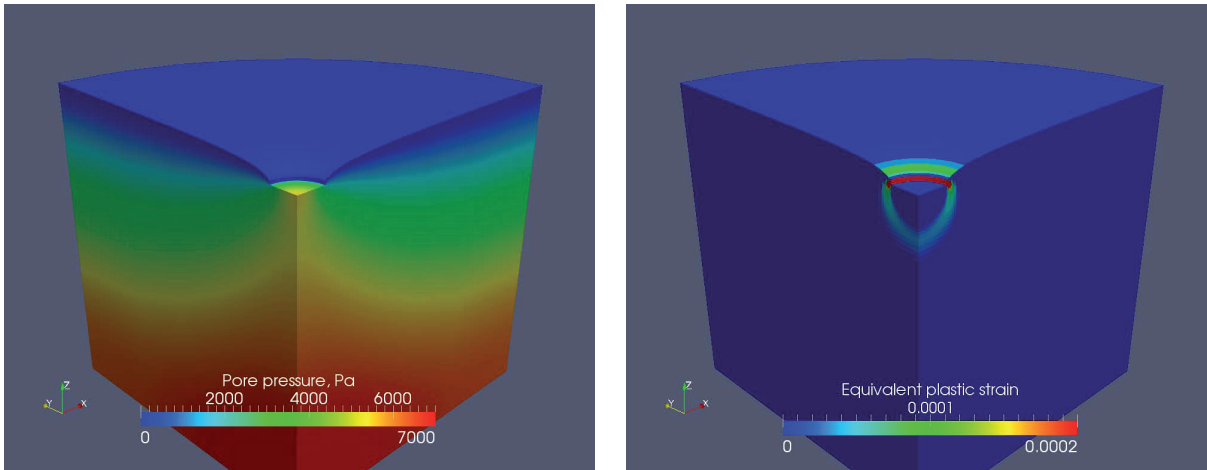 Pore pressure, Pa
2000 4000 6000
0 7000
Z
Y X
Equivalent plastic strain
0.0001
0 0.0002
Z
Y X